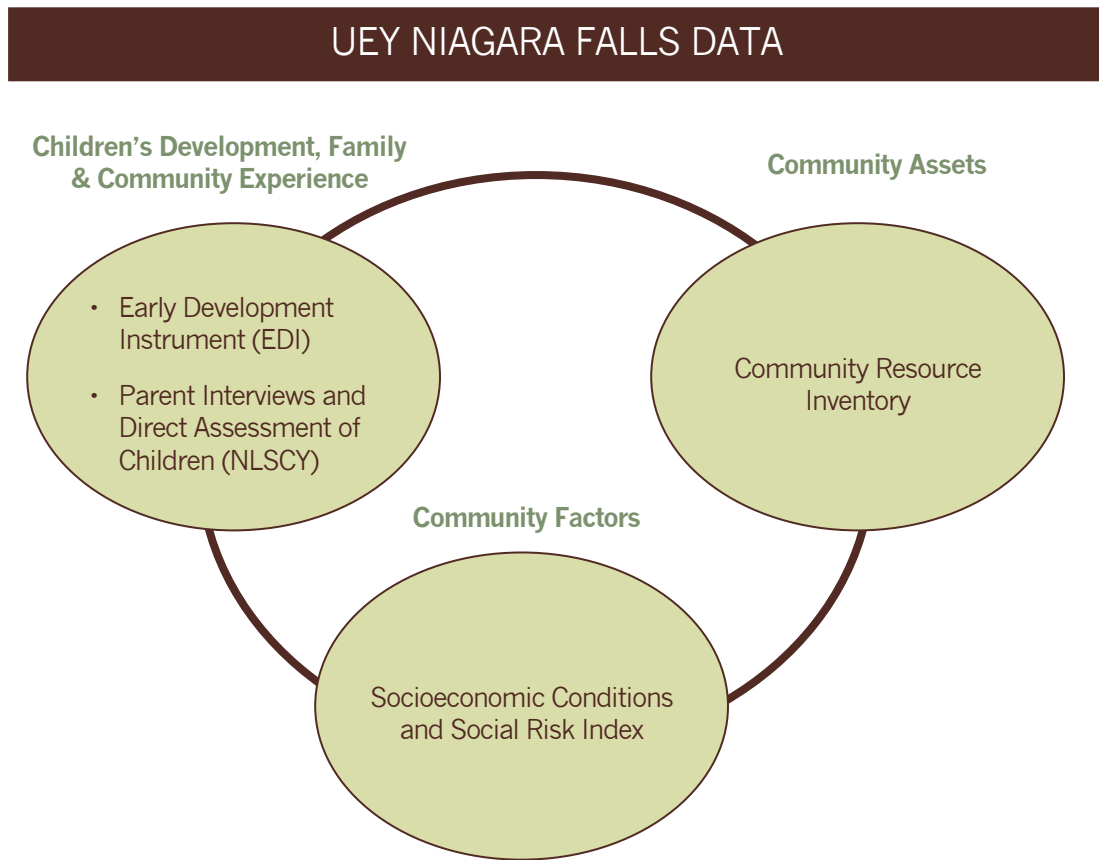 UEY NIAGARA FALLS DATA
Children’s Development, Family
& Community Experience
• Early Development
Instrument (EDI)
• Parent Interviews and
Direct Assessment of
Children (NLSCY)
Community Assets
Community Resource
Inventory
Community Factors
Socioeconomic Conditions
and Social Risk Index